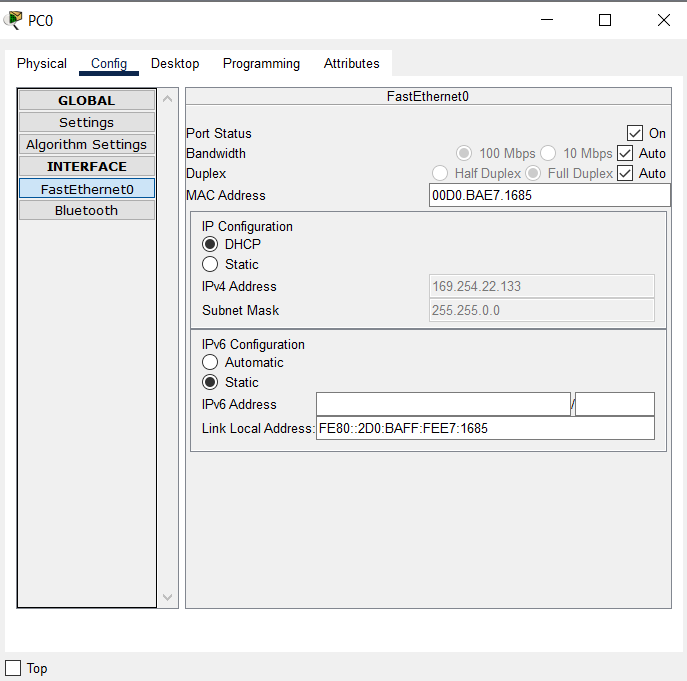 PC0
Physical Config Desktop Programming Attributes
GLOBAL
Settings
Algorithm Settings
INTERFACE
FastEthernet0
Bluetooth
FastEthernet0
Port Status On
Bandwidth 100 Mbps 10 Mbps Auto
Duplex Half Duplex Full Duplex Auto
MAC Address 00D0.BAE7.1685
IP Configuration
DHCP
Static
IPv4 Address 169.254.22.133
Subnet Mask 255.255.0.0
IPv6 Configuration
Automatic
Static
IPv6 Address /
Link Local Address: FE80::2D0:BAFF:FEE7:1685
Top